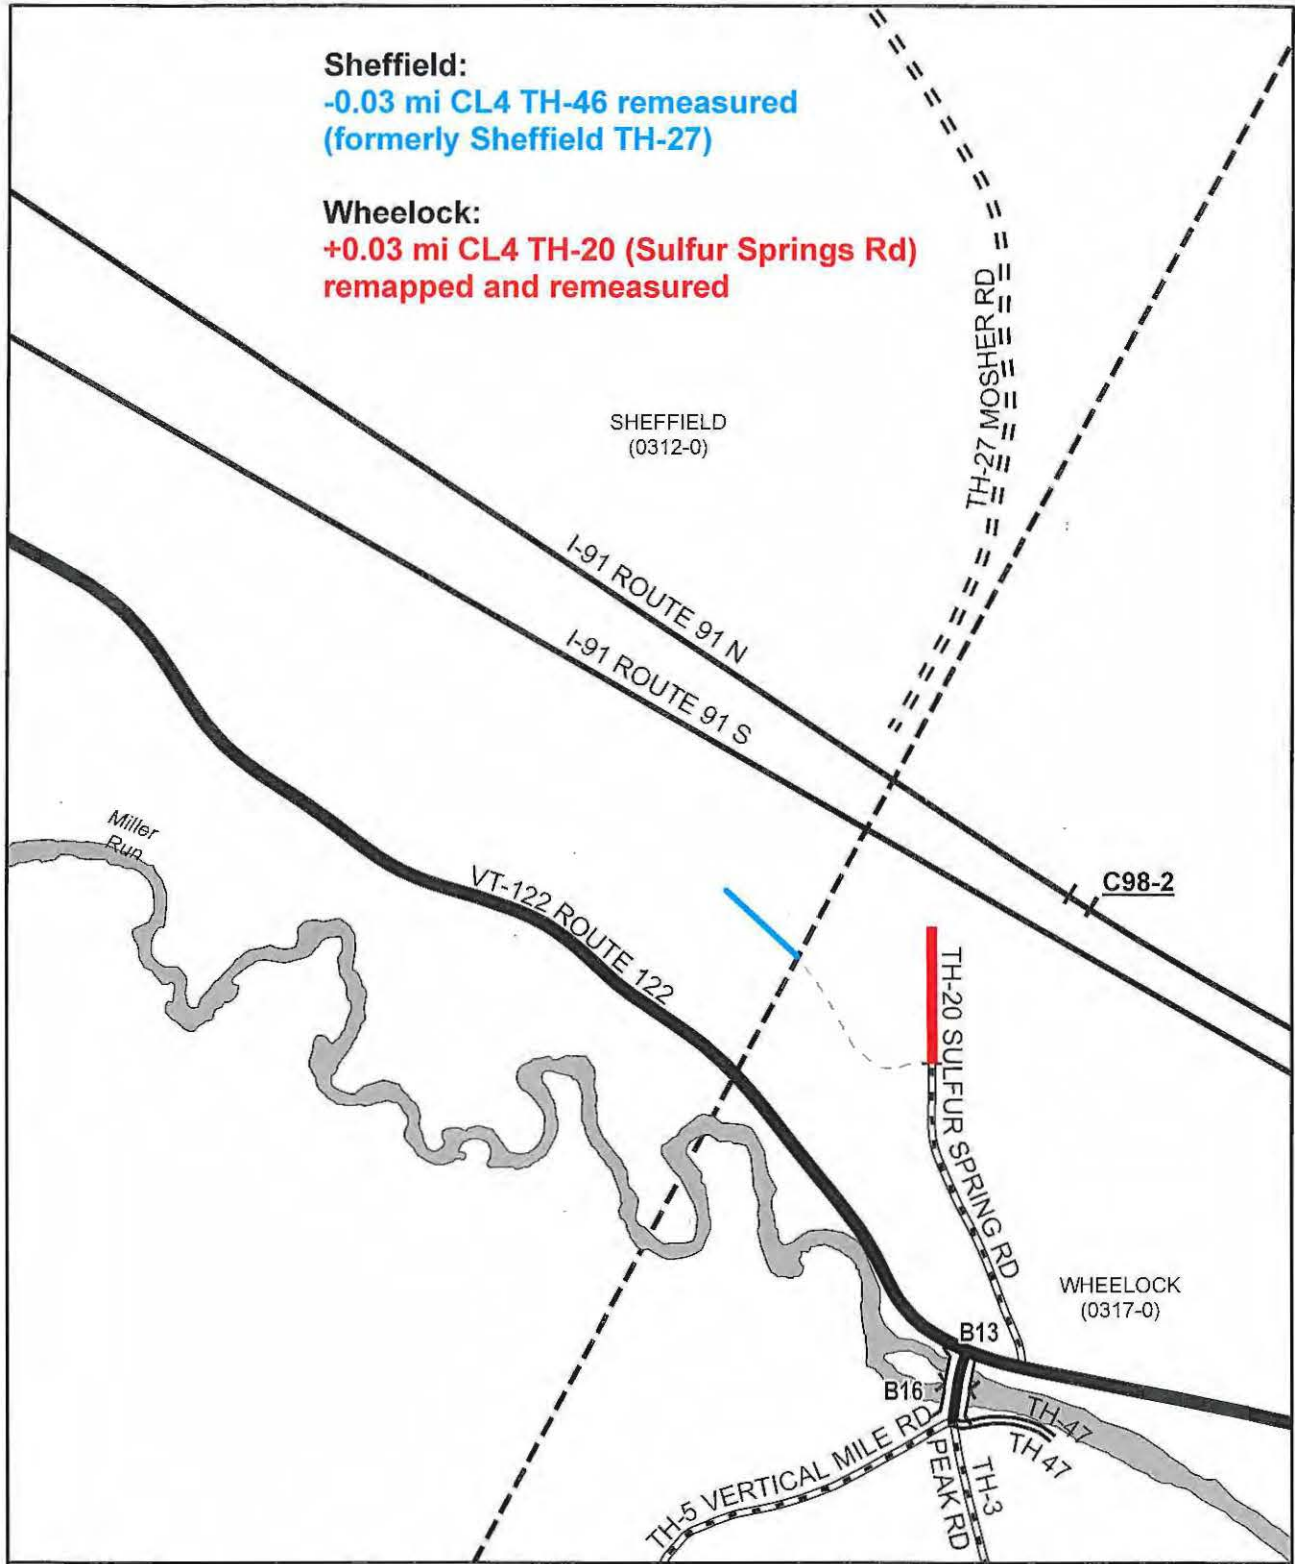 Sheffield:
-0.03 mi CL4 TH-46 remeasured
(formerly Sheffield TH-27)
Wheelock:
+0.03 mi CL4 TH-20 (Sulfur Springs Rd)
remapped and remeasured
TH-27 MOSHER RD
SHEFFIELD
(0312-0)
I-91 ROUTE 91 N
I-91 ROUTE 91 S
Miller
Run
VT-122 ROUTE 122
C98-2
TH-20 SULFUR SPRING RD
WHEELOCK
(0317-0)
B13
B16
TH-47
TH 47
TH-5 VERTICAL MILE RD
PEAK RD
TH-3